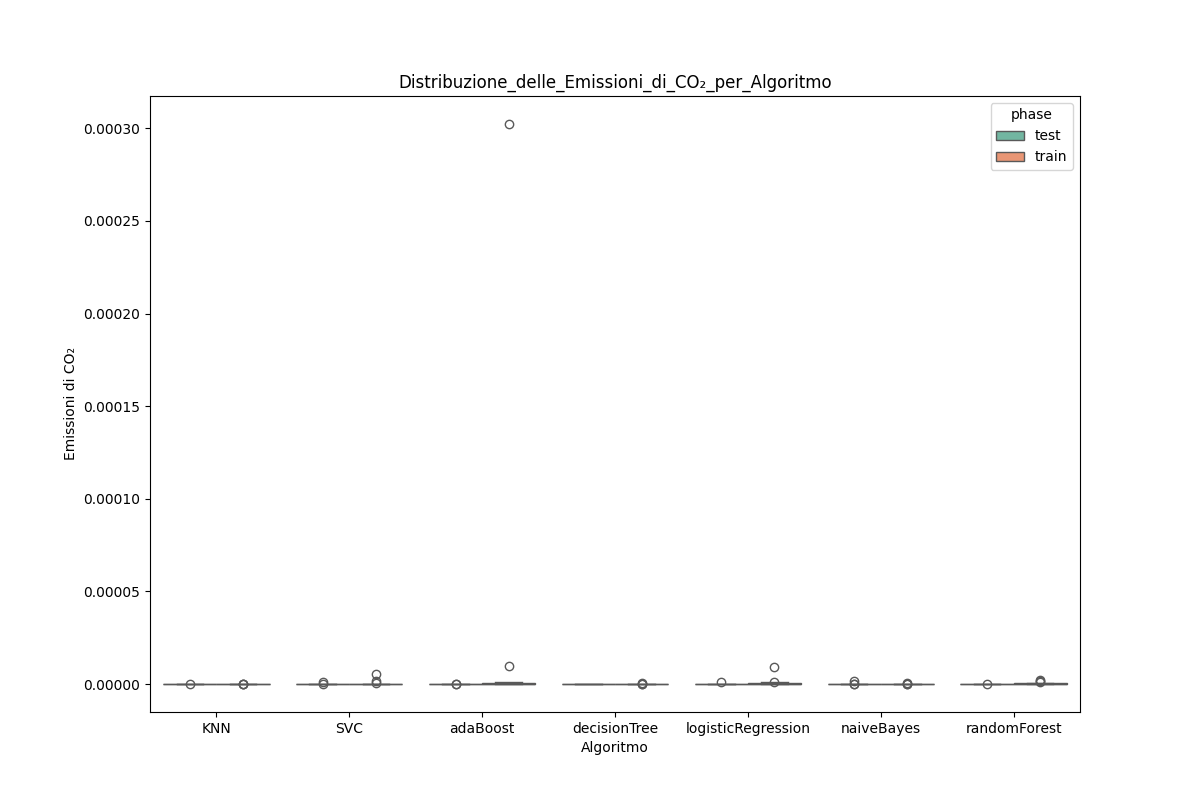 Distribuzione_delle_Emissioni_di_CO₂_per_Algoritmo
phase
test
train
0.00030
0.00025
0.00020
0.00015
0.00010
0.00005
0.00000
Emissioni di CO₂
KNN SVC adaBoost decisionTree logisticRegression naiveBayes randomForest
Algoritmo